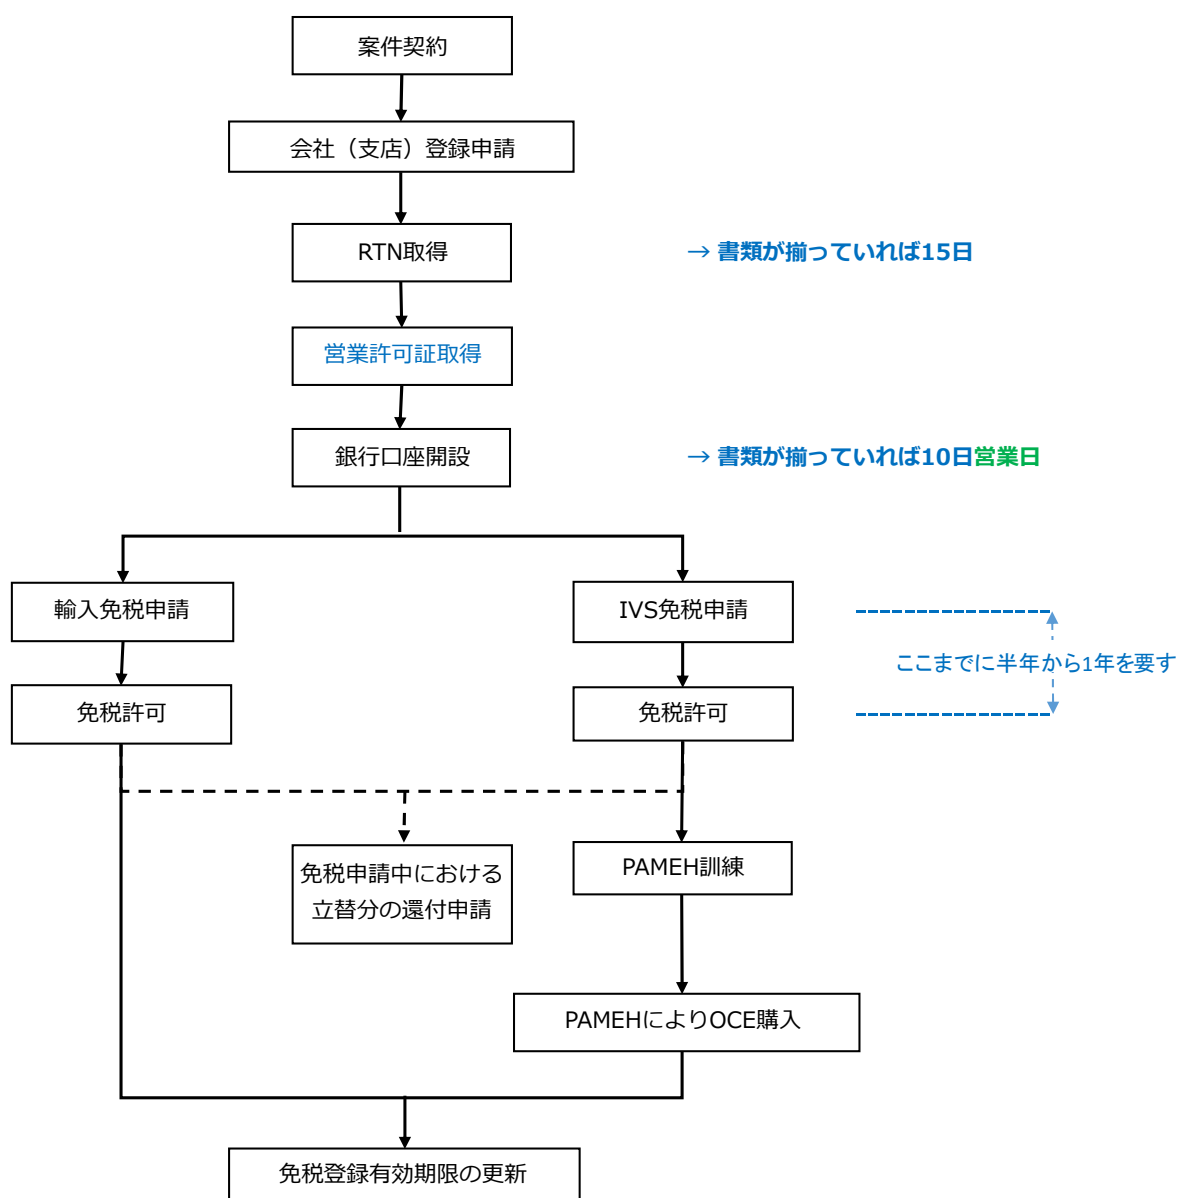 案件契約
会社（支店）登録申請
RTN取得
→ 書類が揃っていれば15日
営業許可証取得
銀行口座開設
→ 書類が揃っていれば10日営業日
輸入免税申請
IVS免税申請
ここまでに半年から1年を要す
免税許可
免税許可
免税申請中における
立替分の還付申請
PAMEH訓練
PAMEHによりOCE購入
免税登録有効期限の更新